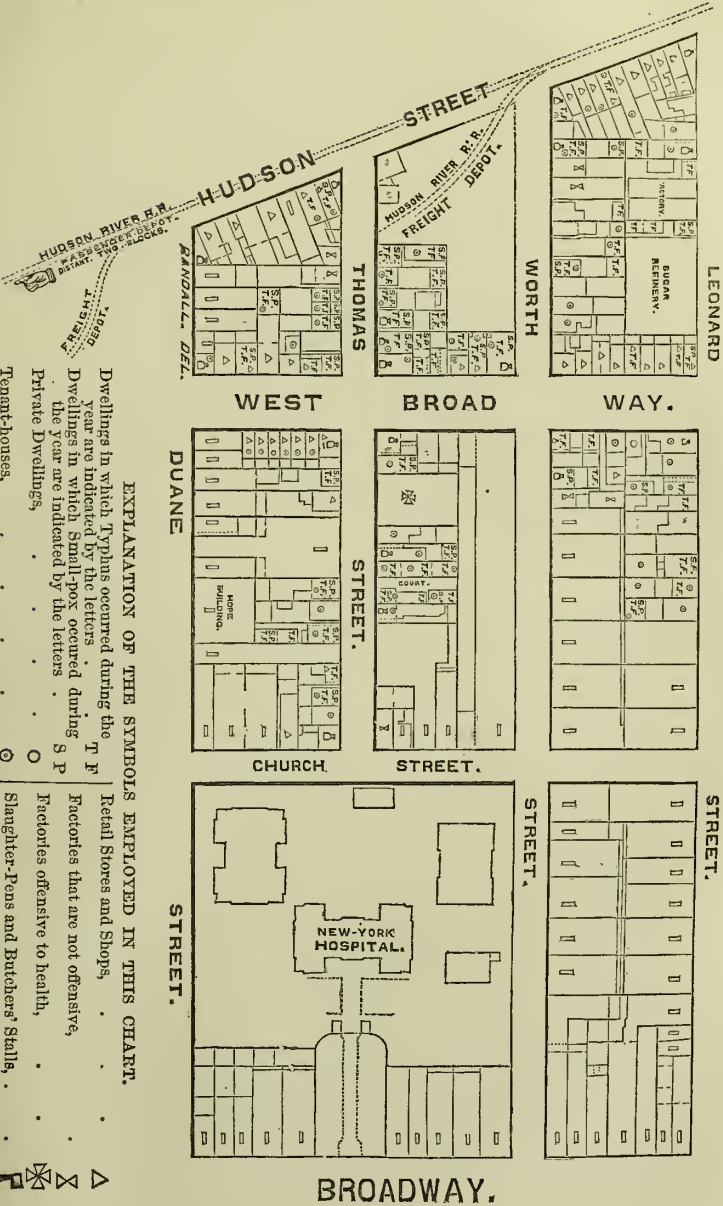 HUDSON STREET
HUDSON RIVER R.R.
FREIGHT DEPOT.
HUDSON RIVER R.R.
PASSENGER DEPOT.
DISTANT. TWO BLOCKS.
FREIGHT
DEPOT.
RANDALL. DEL.
THOMAS
WORTH
LEONARD
FACTORY.
SUGAR
REFINERY.
WEST BROAD WAY.
DUANE
STREET.
HOPE
BUILDING.
COURT.
CHURCH. STREET.
STREET.
STREET.
STREET.
NEW-YORK
HOSPITAL.
BROADWAY.
EXPLANATION OF THE SYMBOLS EMPLOYED IN THIS CHART.
Dwellings in which Typhus occurred during the
year are indicated by the letters . . T F
Dwellings in which Small-pox occured during
the year are indicated by the letters . S P
Private Dwellings, . . . .
Tenant-houses, . . . .
Retail Stores and Shops, . . .
Factories that are not offensive, . .
Factories offensive to health, . .
Slaughter-Pens and Butchers' Stalls, . .